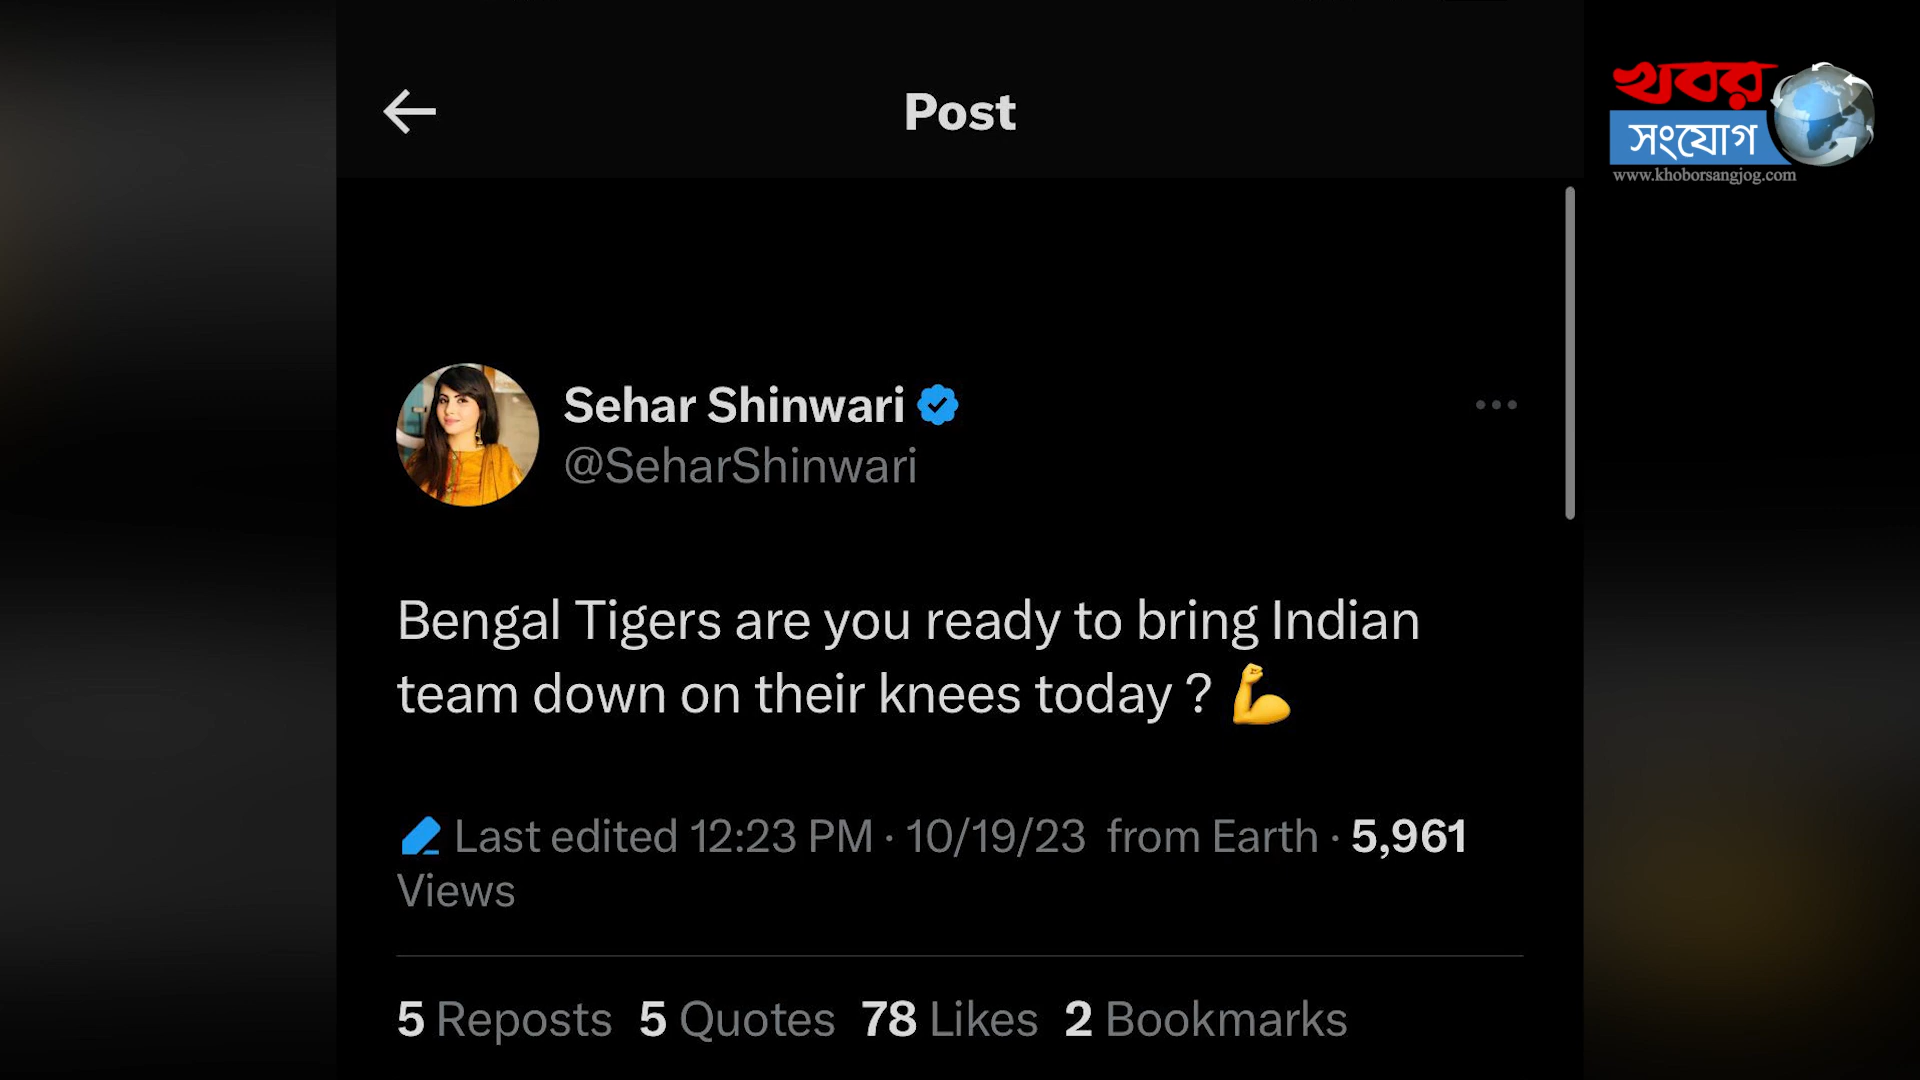 Post
খবর
সংযোগ
www.khoborsangjog.com
Sehar Shinwari
@SeharShinwari
Bengal Tigers are you ready to bring Indian
team down on their knees today ? 💪
Last edited 12:23 PM · 10/19/23 from Earth · 5,961
Views
5 Reposts 5 Quotes 78 Likes 2 Bookmarks